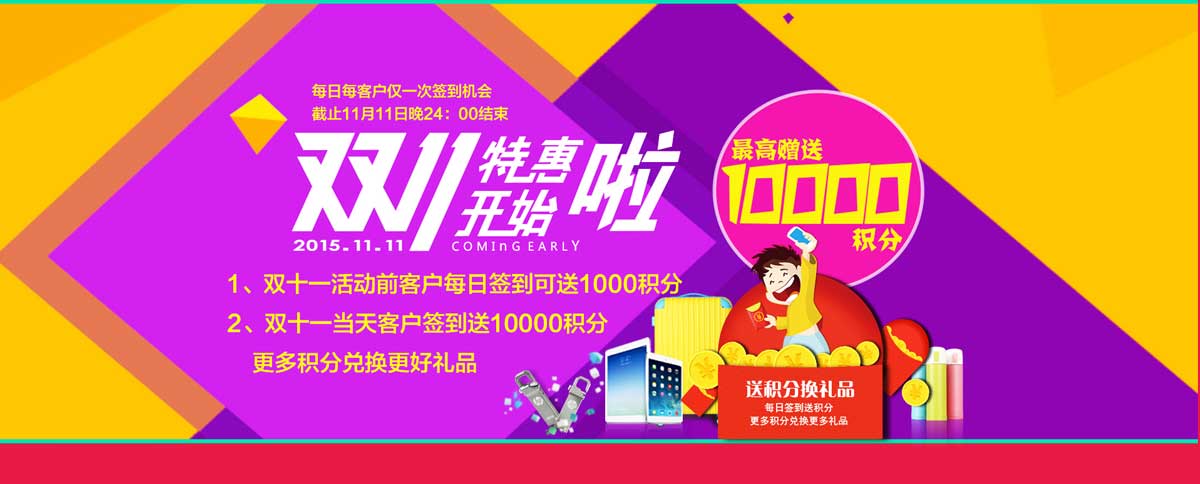 每日每客户仅一次签到机会
截止11月11日晚24：00结束
双11特惠开始啦
2015.11.11
COMInG EARLY
1、双十一活动前客户每日签到可送1000积分
2、双十一当天客户签到送10000积分
更多积分兑换更好礼品
最高赠送
10000
积分
送积分换礼品
每日签到送积分
更多积分兑换更多礼品
hp